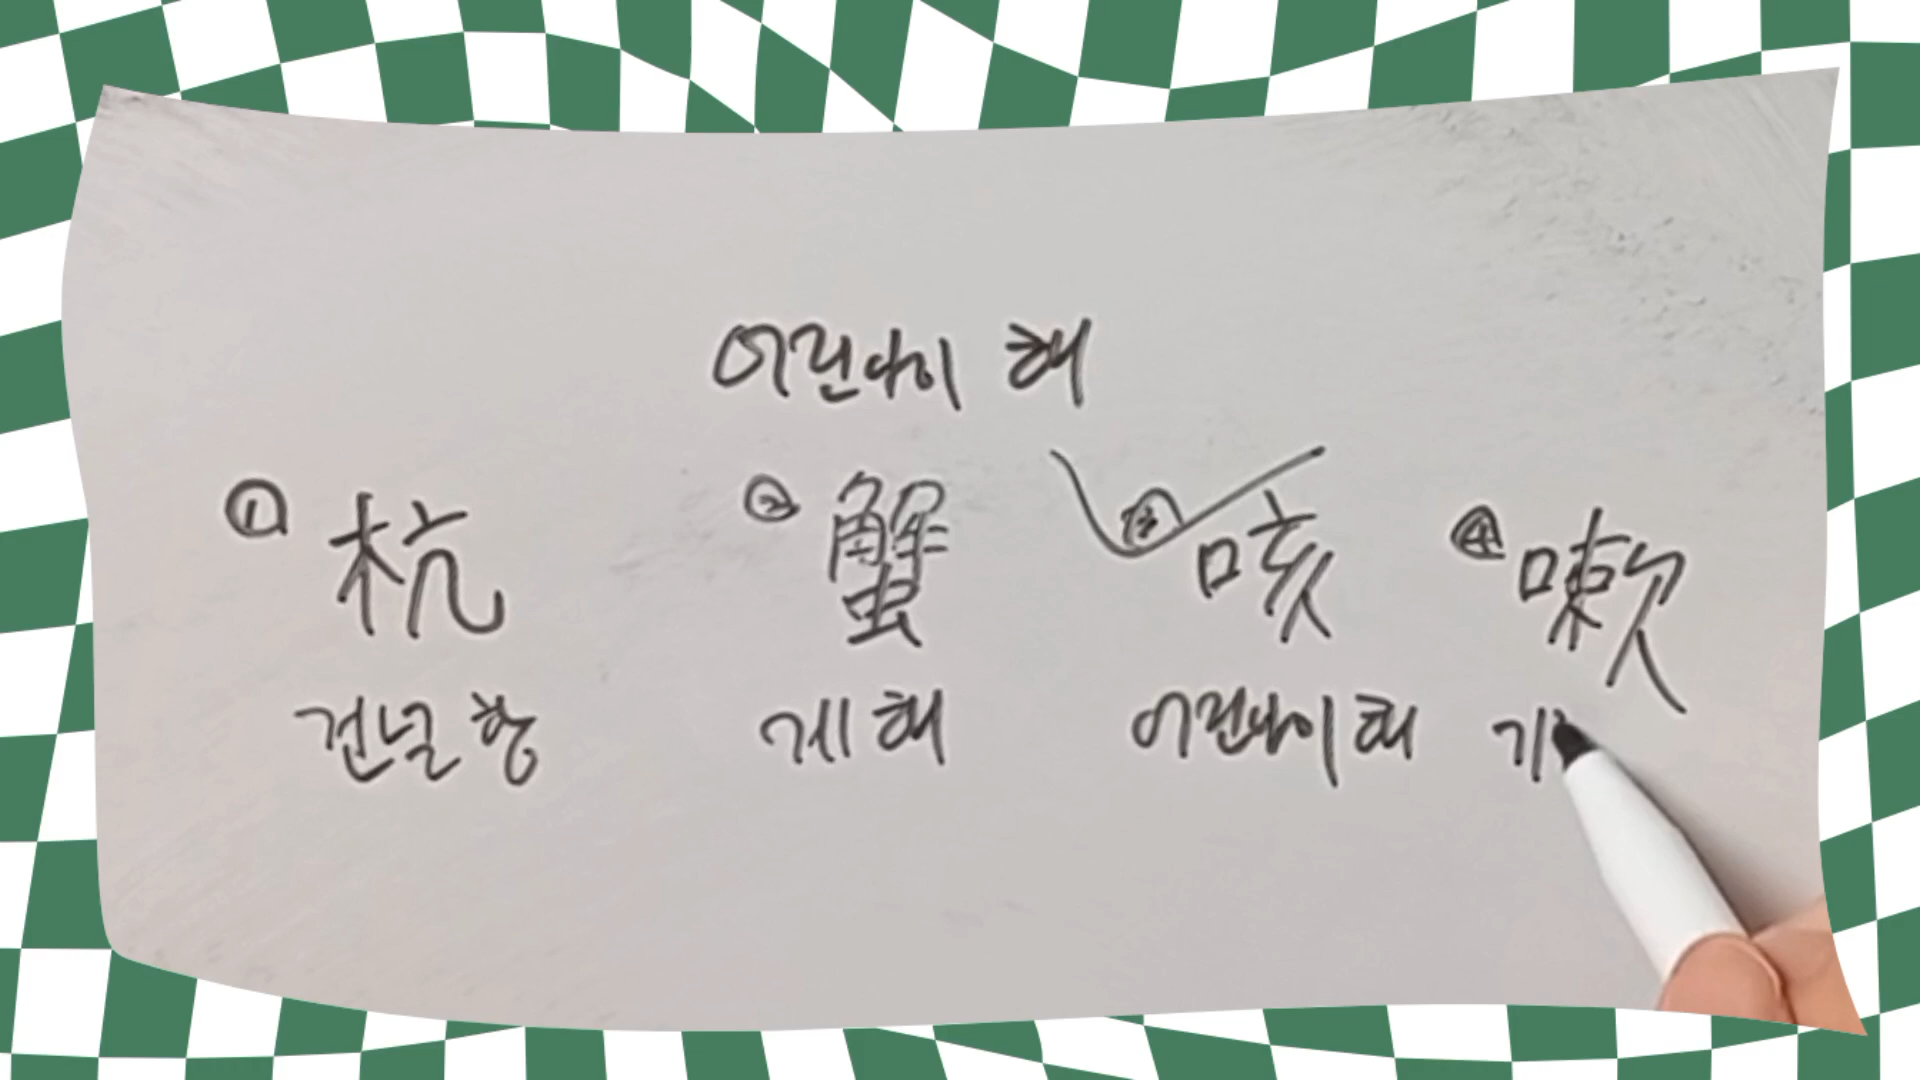 어린아이 해
① 杭 ② 蟹 ③ 咳 ④ 嗽
건널 항 게 해 어린아이 해 기